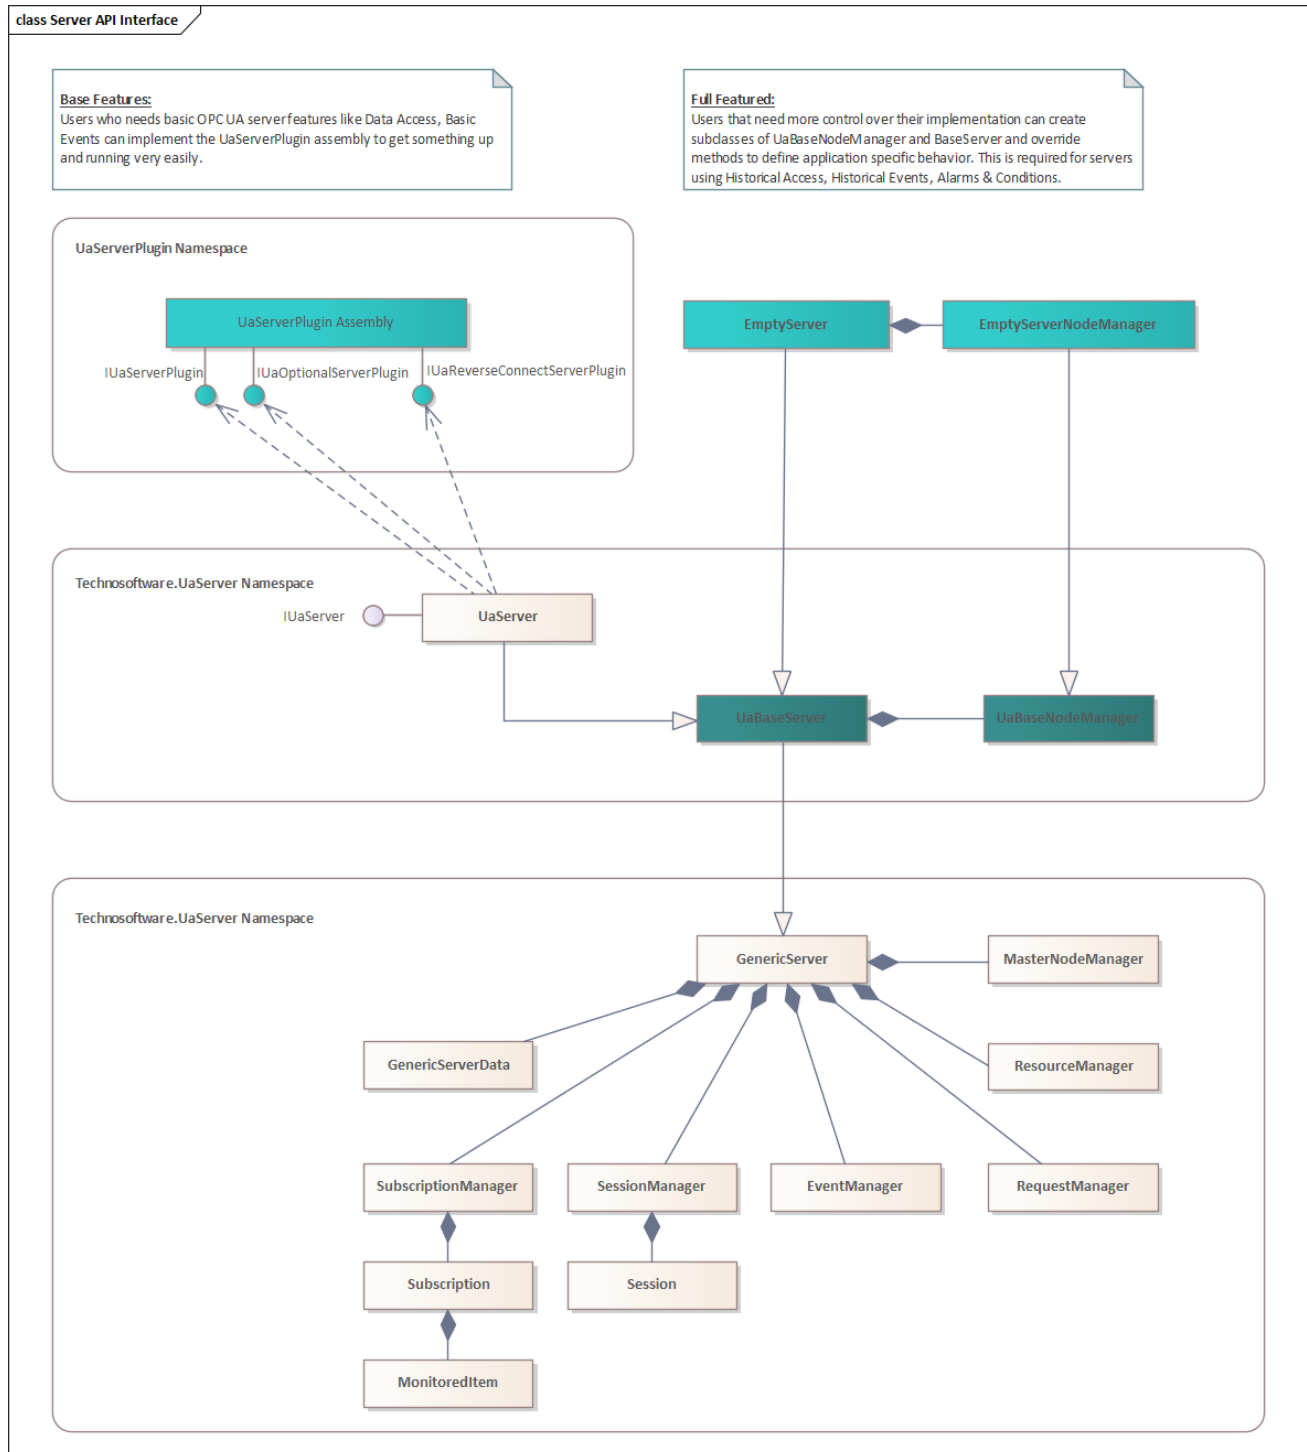 class Server API Interface
Base Features:
Users who needs basic OPC UA server features like Data Access, Basic
Events can implement the UaServerPlugin assembly to get something up
and running very easily.
Full Featured:
Users that need more control over their implementation can create
subclasses of UaBaseNodeManager and BaseServer and override
methods to define application specific behavior. This is required for servers
using Historical Access, Historical Events, Alarms & Conditions.
UaServerPlugin Namespace
UaServerPlugin Assembly
IUaServerPlugin
IUaOptionalServerPlugin
IUaReverseConnectServerPlugin
EmptyServer
EmptyServerNodeManager
Technosoftware.UaServer Namespace
IUaServer
UaServer
UaBaseServer
UaBaseNodeManager
Technosoftware.UaServer Namespace
GenericServer
MasterNodeManager
GenericServerData
ResourceManager
SubscriptionManager
SessionManager
EventManager
RequestManager
Subscription
Session
MonitoredItem